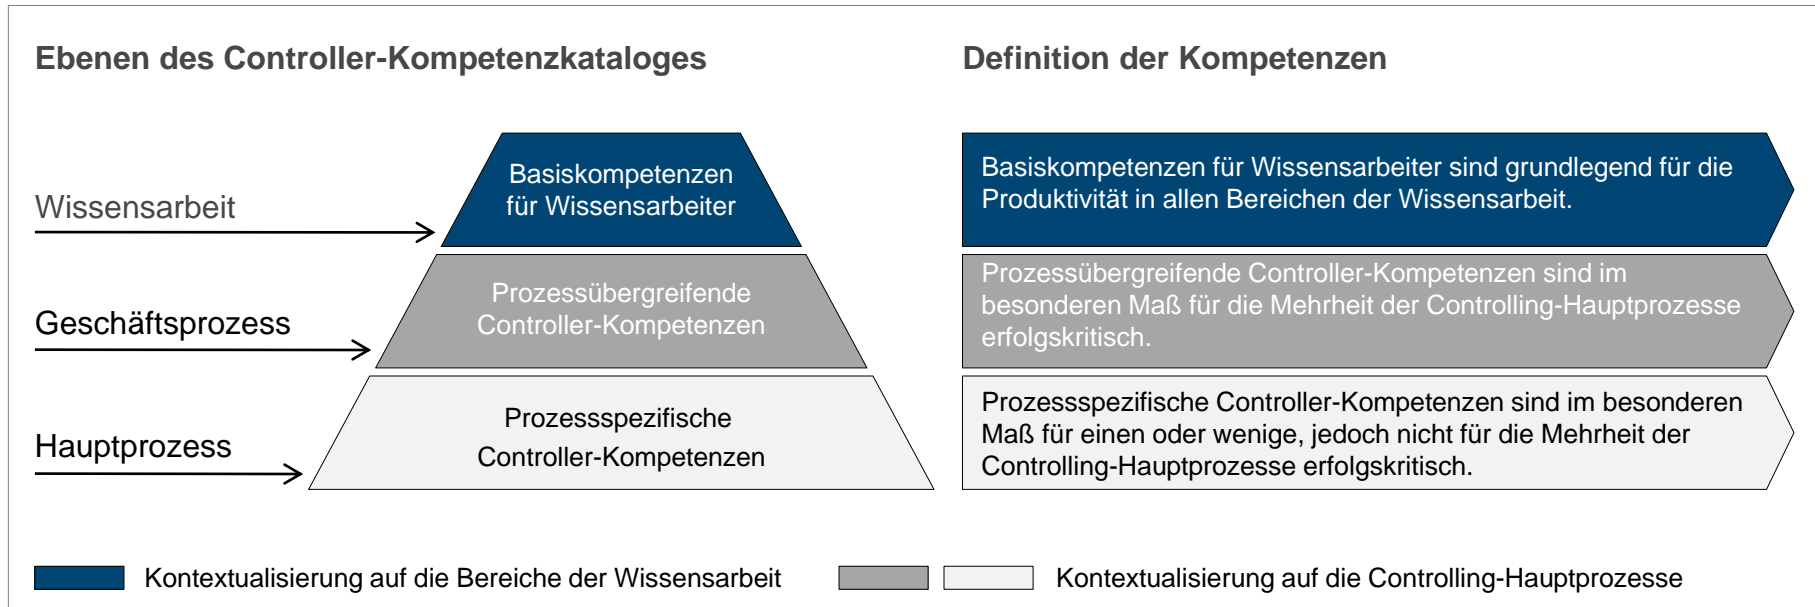 Ebenen des Controller-Kompetenzkataloges
Definition der Kompetenzen
Wissensarbeit
Basiskompetenzen
für Wissensarbeiter
Basiskompetenzen für Wissensarbeiter sind grundlegend für die
Produktivität in allen Bereichen der Wissensarbeit.
Geschäftsprozess
Prozessübergreifende
Controller-Kompetenzen
Prozessübergreifende Controller-Kompetenzen sind im
besonderen Maß für die Mehrheit der Controlling-Hauptprozesse
erfolgskritisch.
Hauptprozess
Prozessspezifische
Controller-Kompetenzen
Prozessspezifische Controller-Kompetenzen sind im besonderen
Maß für einen oder wenige, jedoch nicht für die Mehrheit der
Controlling-Hauptprozesse erfolgskritisch.
Kontextualisierung auf die Bereiche der Wissensarbeit
Kontextualisierung auf die Controlling-Hauptprozesse